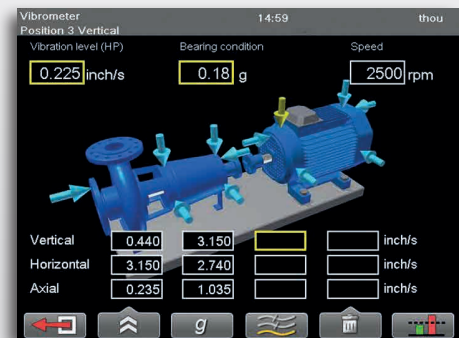 Vibrometer 14:59 thou
Position 3 Vertical
Vibration level (HP) Bearing condition Speed
0.225 inch/s 0.18 g 2500 rpm
Vertical 0.440 3.150 inch/s
Horizontal 3.150 2.740 inch/s
Axial 0.235 1.035 inch/s
g